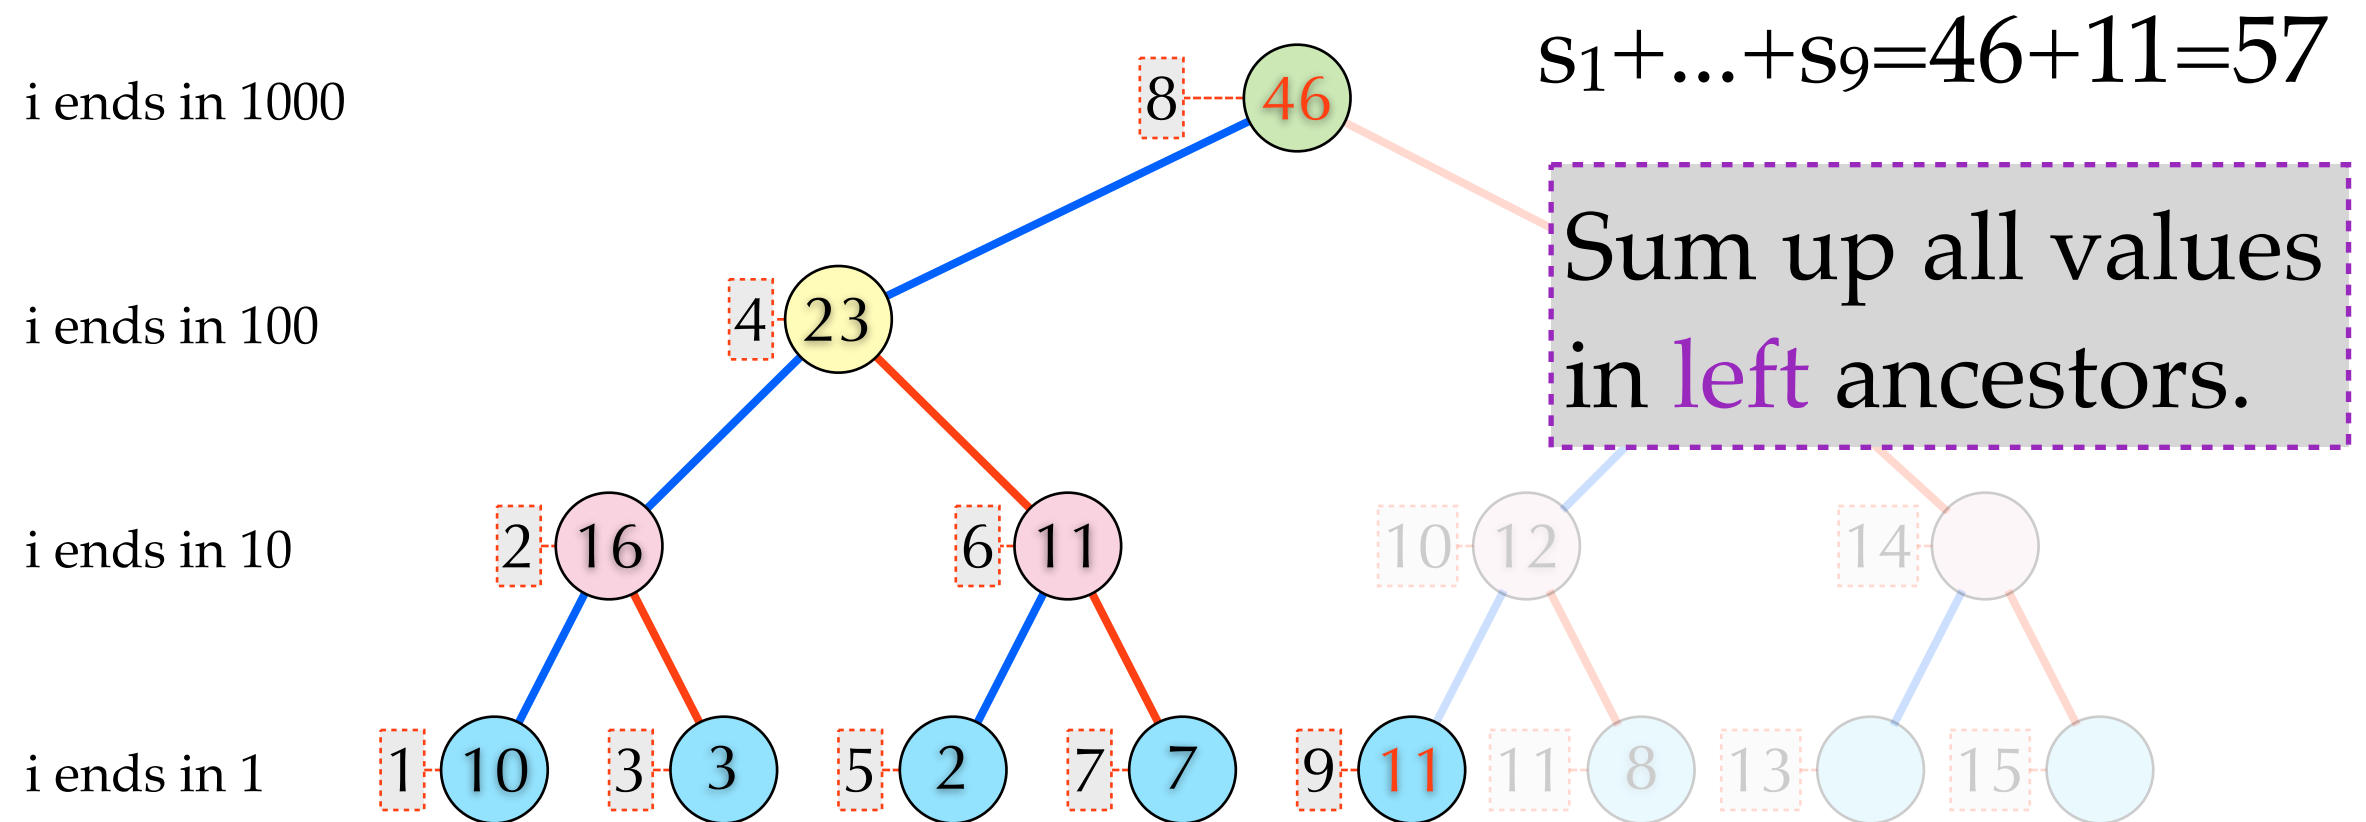 s₁+...+s₉=46+11=57
i ends in 1000
8 46
Sum up all values
in left ancestors.
i ends in 100
4 23
i ends in 10
2 16 6 11 10 12 14
i ends in 1
1 10 3 3 5 2 7 7 9 11 11 8 13 15